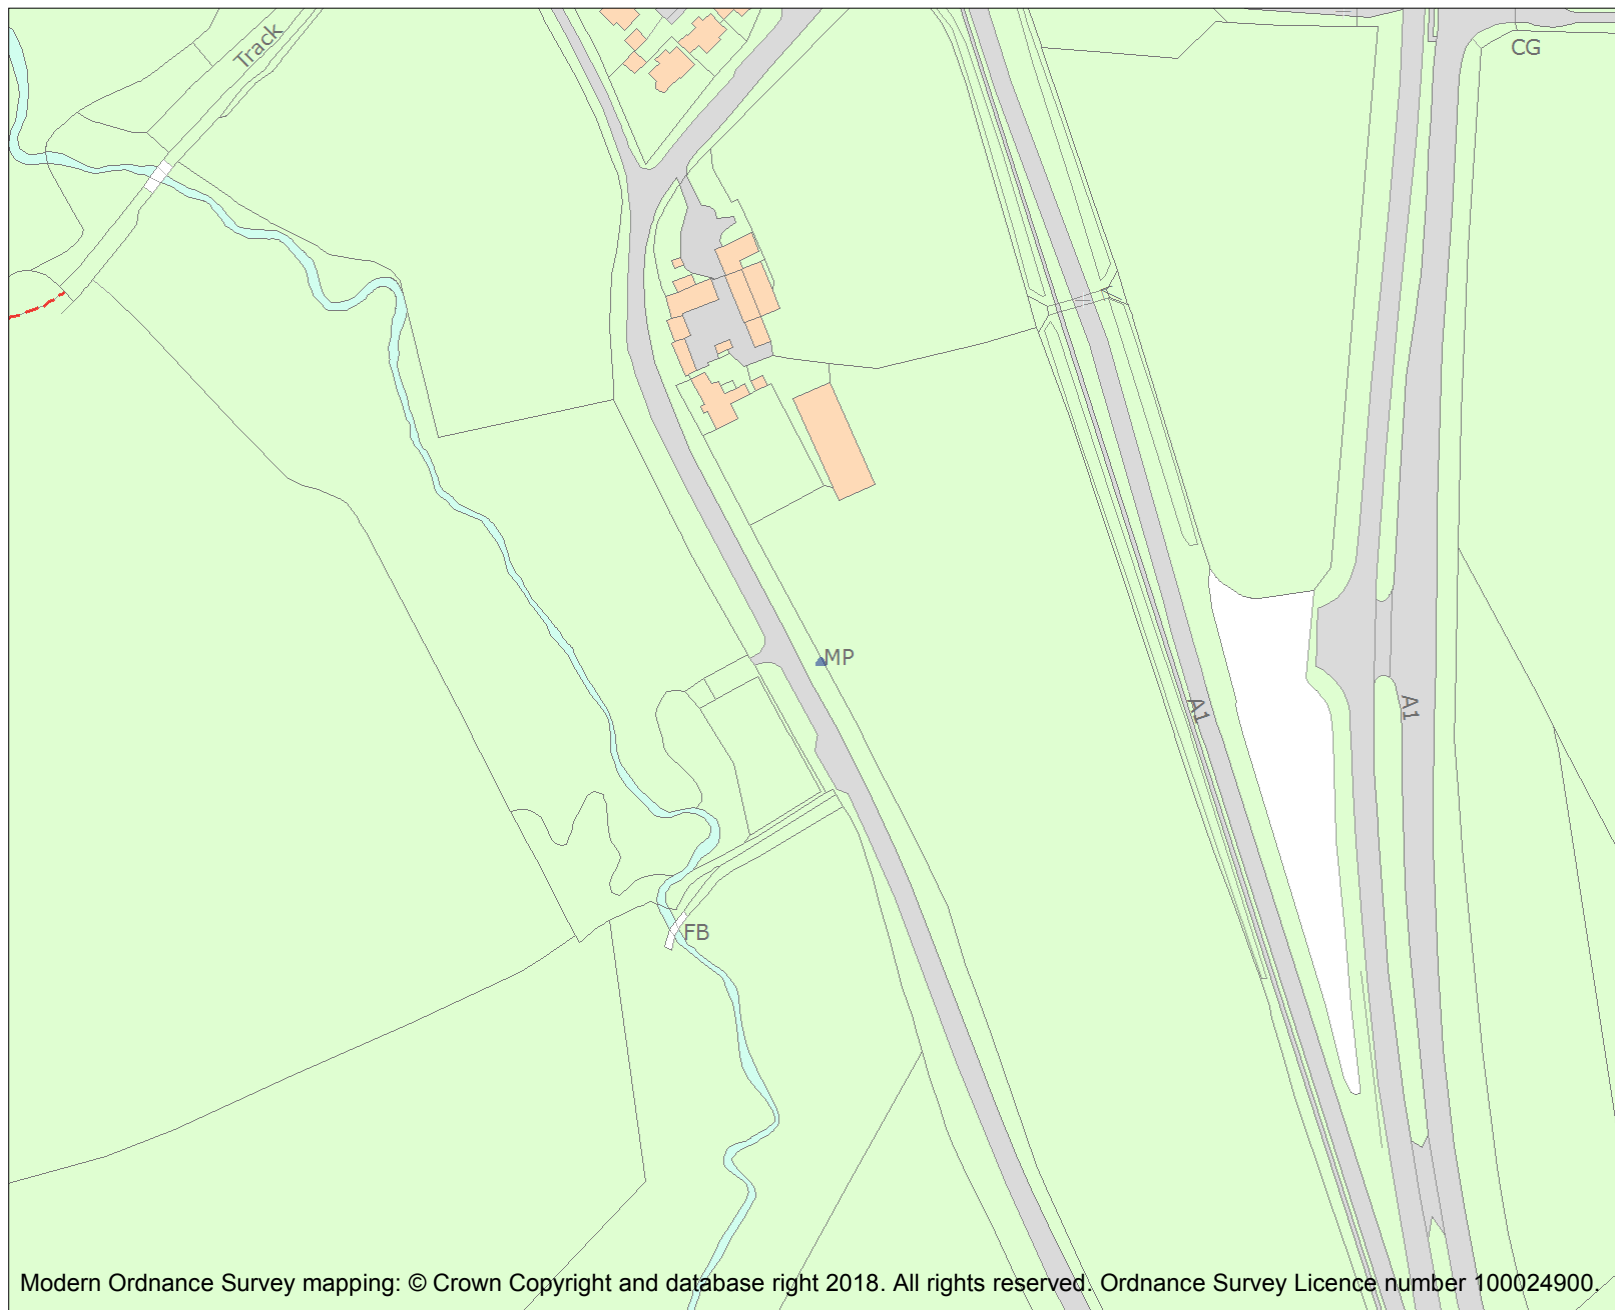 Track
CG
MP
A1
A1
FB
Modern Ordnance Survey mapping: © Crown Copyright and database right 2018. All rights reserved. Ordnance Survey Licence number 100024900.